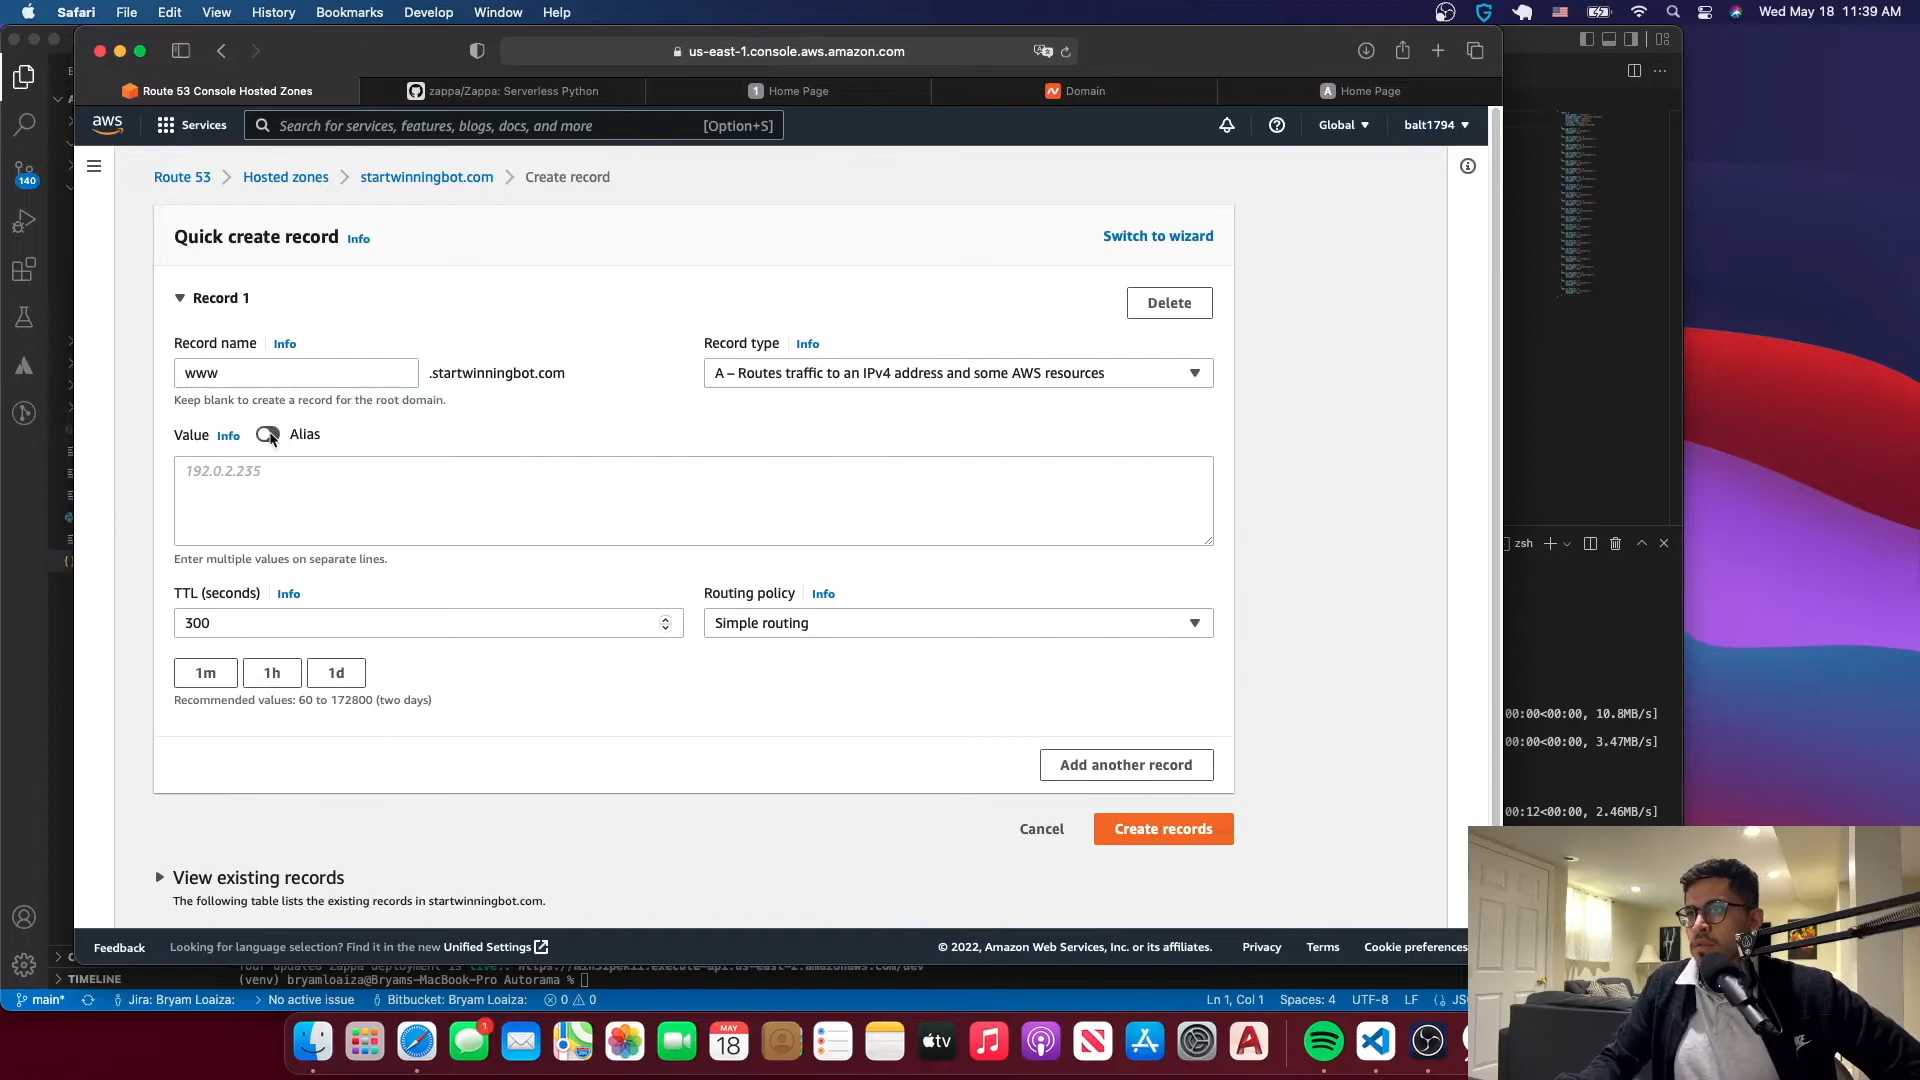 Safari File Edit View History Bookmarks Develop Window Help
Wed May 18 11:39 AM
us-east-1.console.aws.amazon.com
Route 53 Console Hosted Zones
zappa/Zappa: Serverless Python
1 Home Page
Domain
A Home Page
aws Services Search for services, features, blogs, docs, and more [Option+S] Global balt1794
140
Route 53 Hosted zones startwinningbot.com Create record
Quick create record Info
Switch to wizard
Record 1
Delete
Record name Info
Record type Info
www .startwinningbot.com
A – Routes traffic to an IPv4 address and some AWS resources
Keep blank to create a record for the root domain.
Value Info Alias
192.0.2.235
Enter multiple values on separate lines.
zsh
TTL (seconds) Info
Routing policy Info
300
Simple routing
1m 1h 1d
Recommended values: 60 to 172800 (two days)
00:00<00:00, 10.8MB/s]
00:00<00:00, 3.47MB/s]
Add another record
00:12<00:00, 2.46MB/s]
Cancel
Create records
View existing records
The following table lists the existing records in startwinningbot.com.
Feedback Looking for language selection? Find it in the new Unified Settings © 2022, Amazon Web Services, Inc. or its affiliates. Privacy Terms Cookie preferences
TIMELINE
(venv) bryamloaiza@Bryams-MacBook-Pro Autorama %
main* Jira: Bryam Loaiza: No active issue Bitbucket: Bryam Loaiza: 0 0 Ln 1, Col 1 Spaces: 4 UTF-8 LF
1
MAY
18
tv